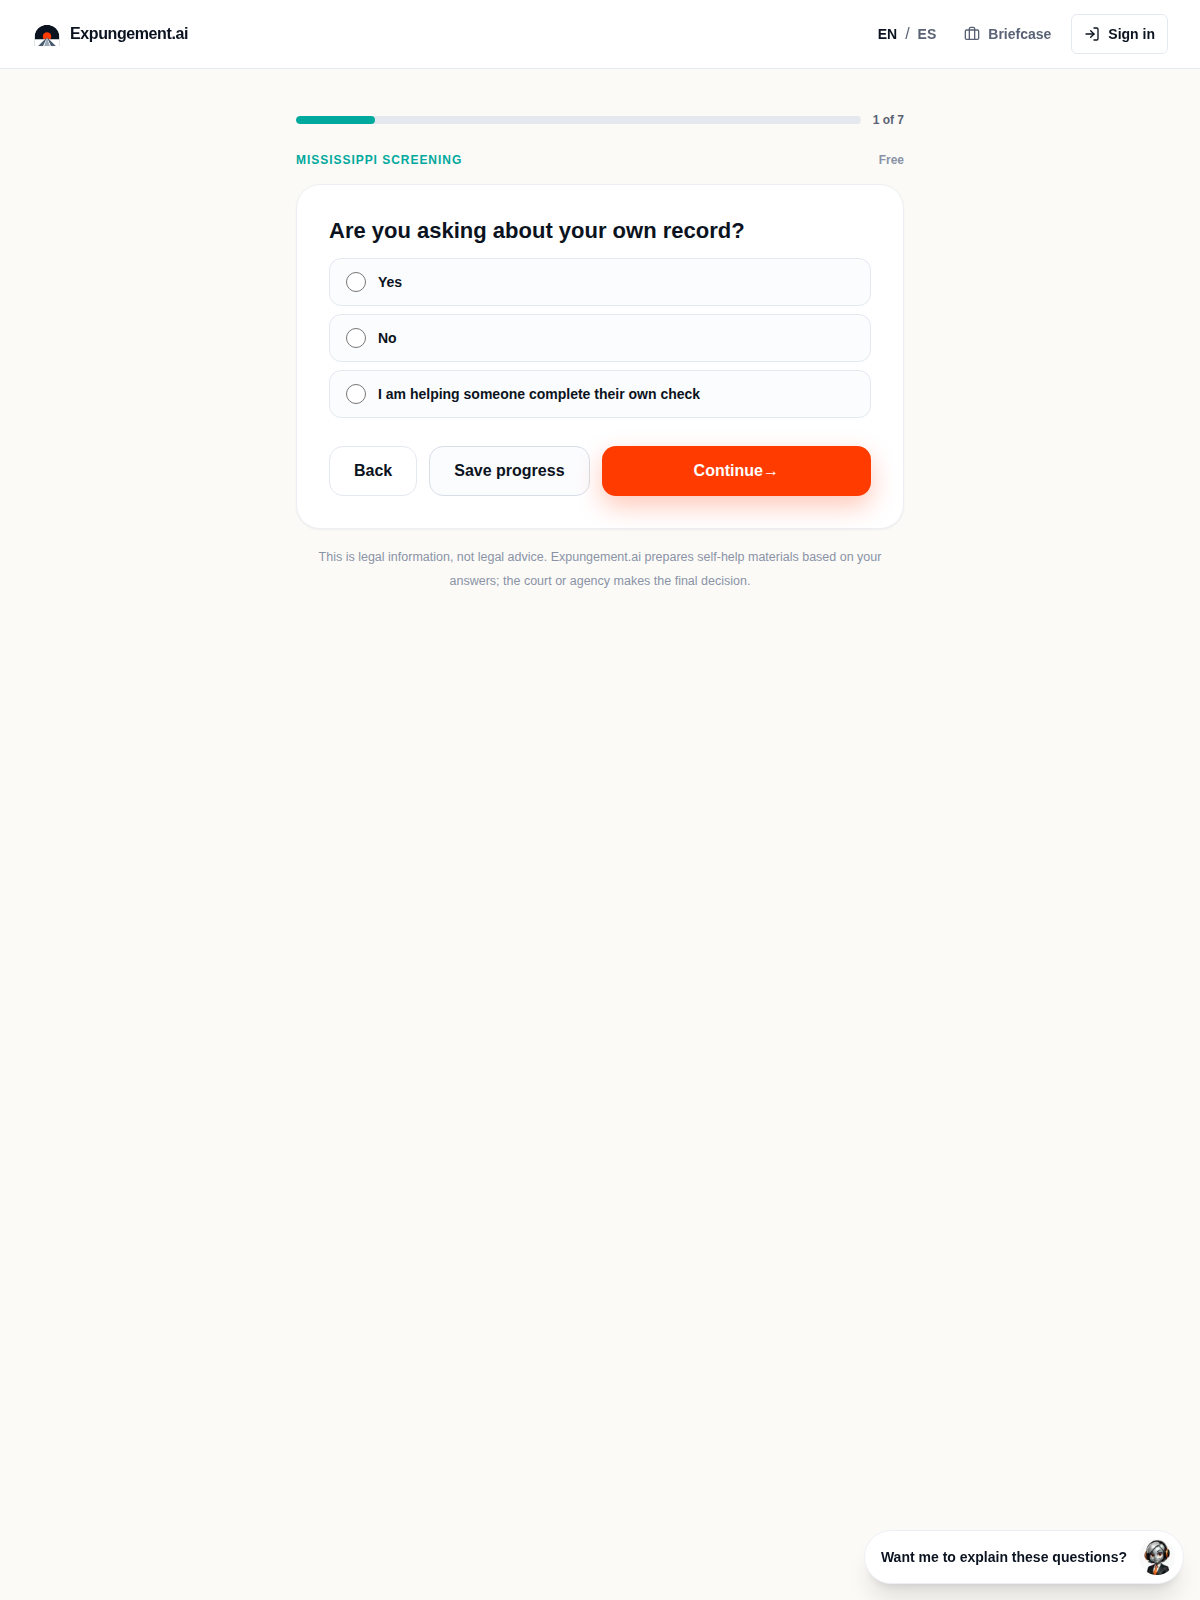 Expungement.ai
EN / ES
Briefcase
Sign in
1 of 7
MISSISSIPPI SCREENING
Free
Are you asking about your own record?
Yes
No
I am helping someone complete their own check
Back
Save progress
Continue→
This is legal information, not legal advice. Expungement.ai prepares self-help materials based on your
answers; the court or agency makes the final decision.
Want me to explain these questions?